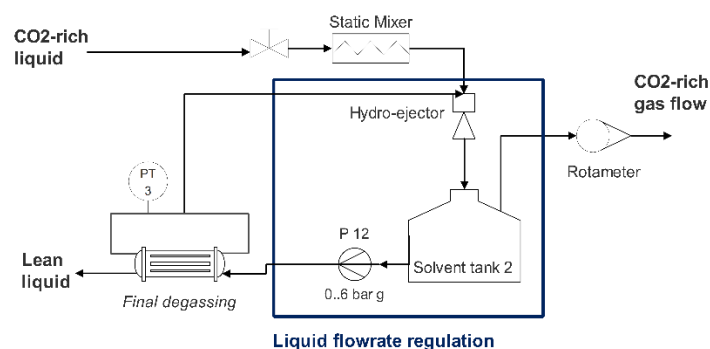 Static Mixer
CO2-rich
liquid
CO2-rich
gas flow
Hydro-ejector
Rotameter
PT
3
P 12
Solvent tank 2
Lean
liquid
0..6 bar g
Final degassing
Liquid flowrate regulation